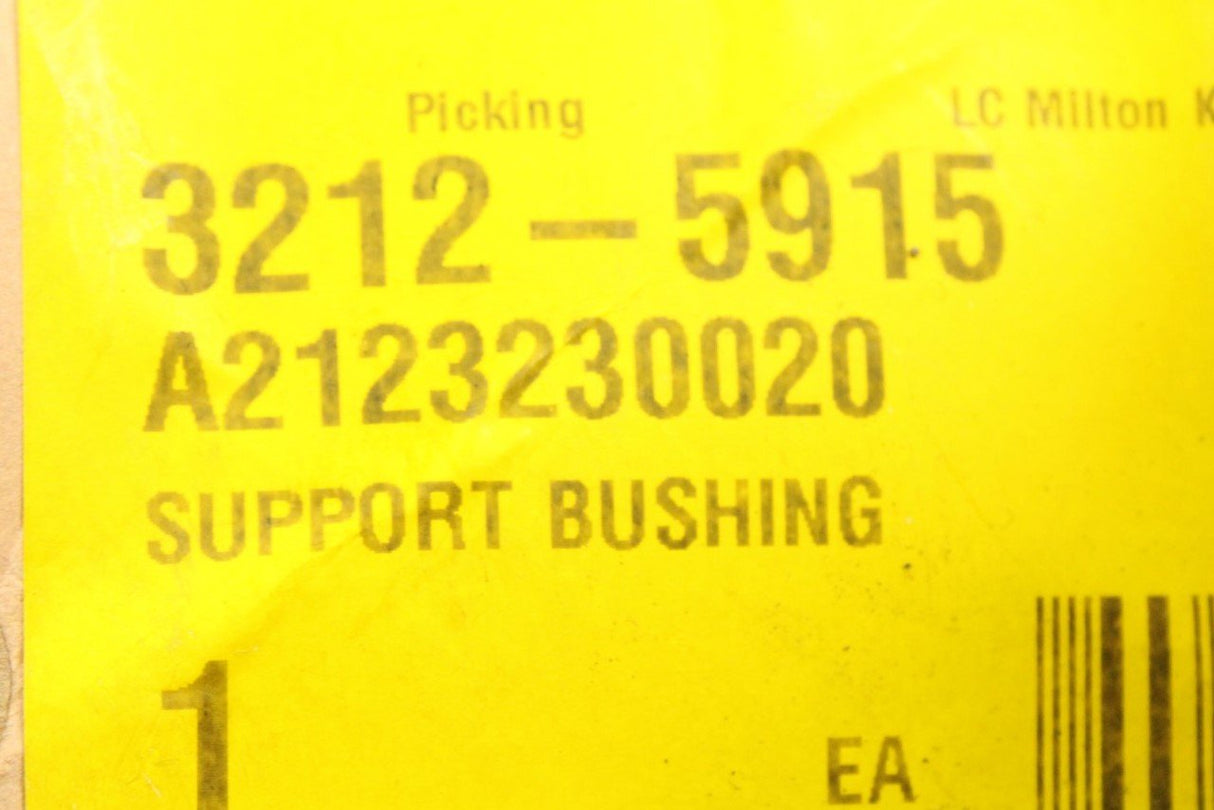 Picking LC Milton K
3212-5915
A2123230020
SUPPORT BUSHING
1 EA